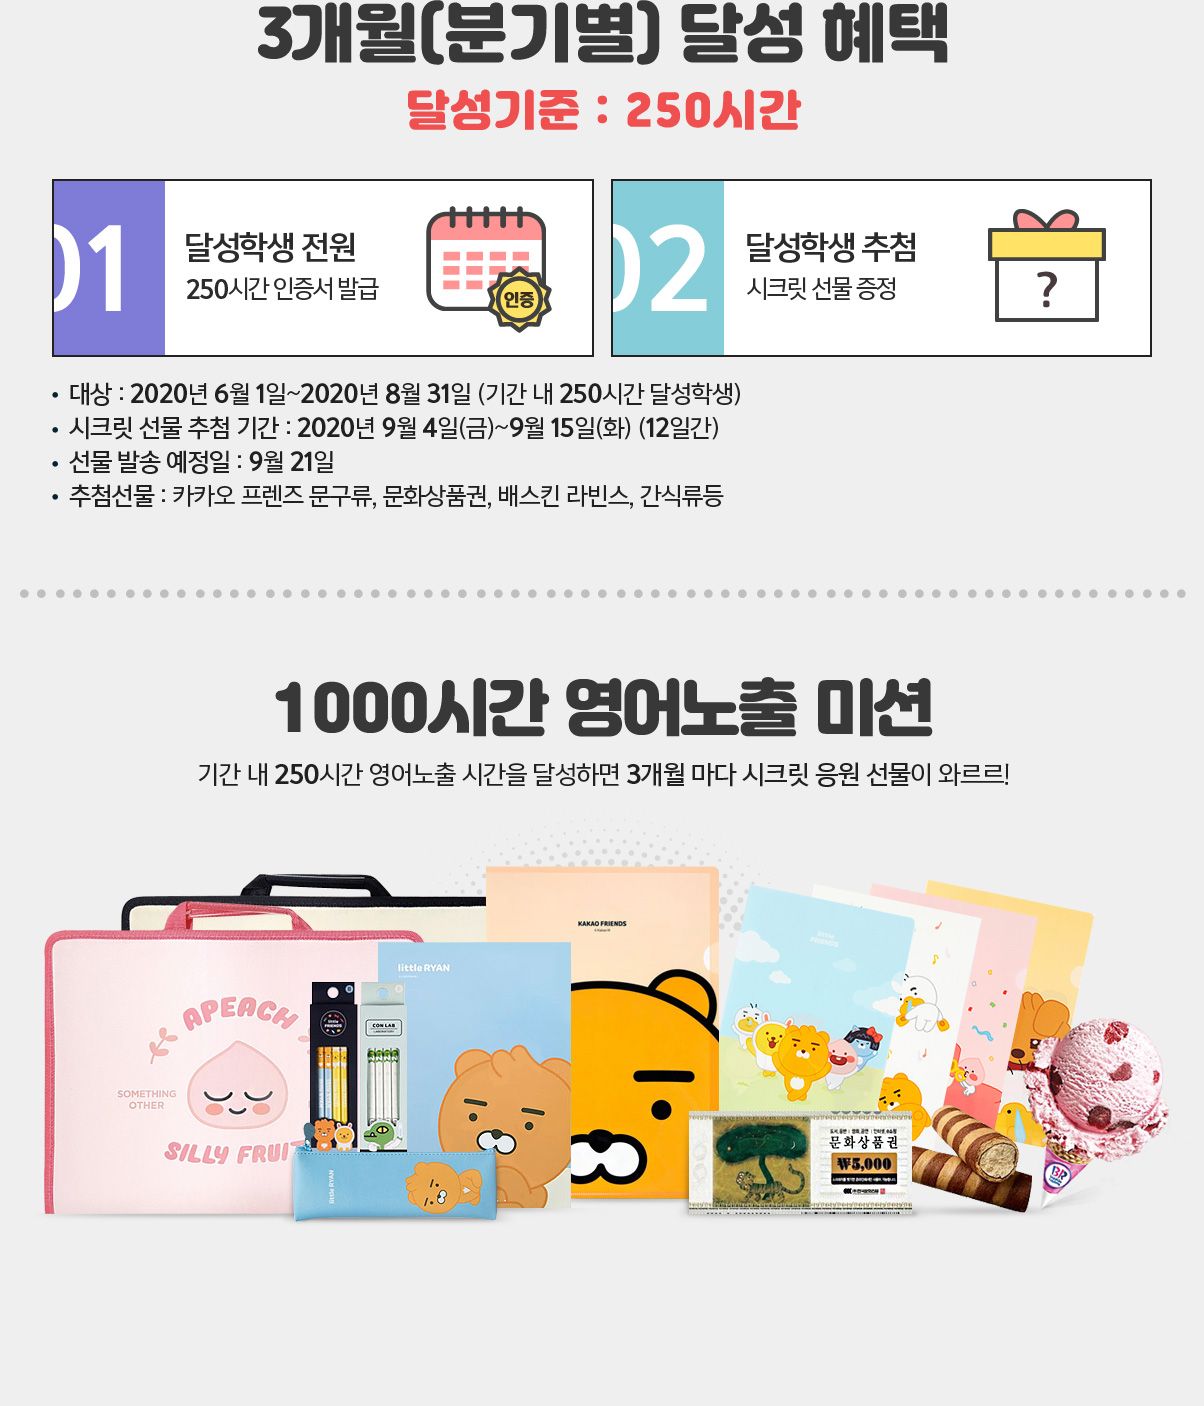 3개월(분기별) 달성 혜택
달성기준 : 250시간
01
달성학생 전원
250시간 인증서 발급
인증
02
달성학생 추첨
시크릿 선물 증정
?
• 대상 : 2020년 6월 1일~2020년 8월 31일 (기간 내 250시간 달성학생)
• 시크릿 선물 추첨 기간 : 2020년 9월 4일(금)~9월 15일(화) (12일간)
• 선물 발송 예정일 : 9월 21일
• 추첨선물 : 카카오 프렌즈 문구류, 문화상품권, 배스킨 라빈스, 간식류등
1000시간 영어노출 미션
기간 내 250시간 영어노출 시간을 달성하면 3개월 마다 시크릿 응원 선물이 와르르!
APEACH
SOMETHING
OTHER
SILLY FRUIT
little
FRIENDS
CON LAB
little RYAN
little RYAN
KAKAO FRIENDS
little
FRIENDS
문화상품권
₩5,000
BR